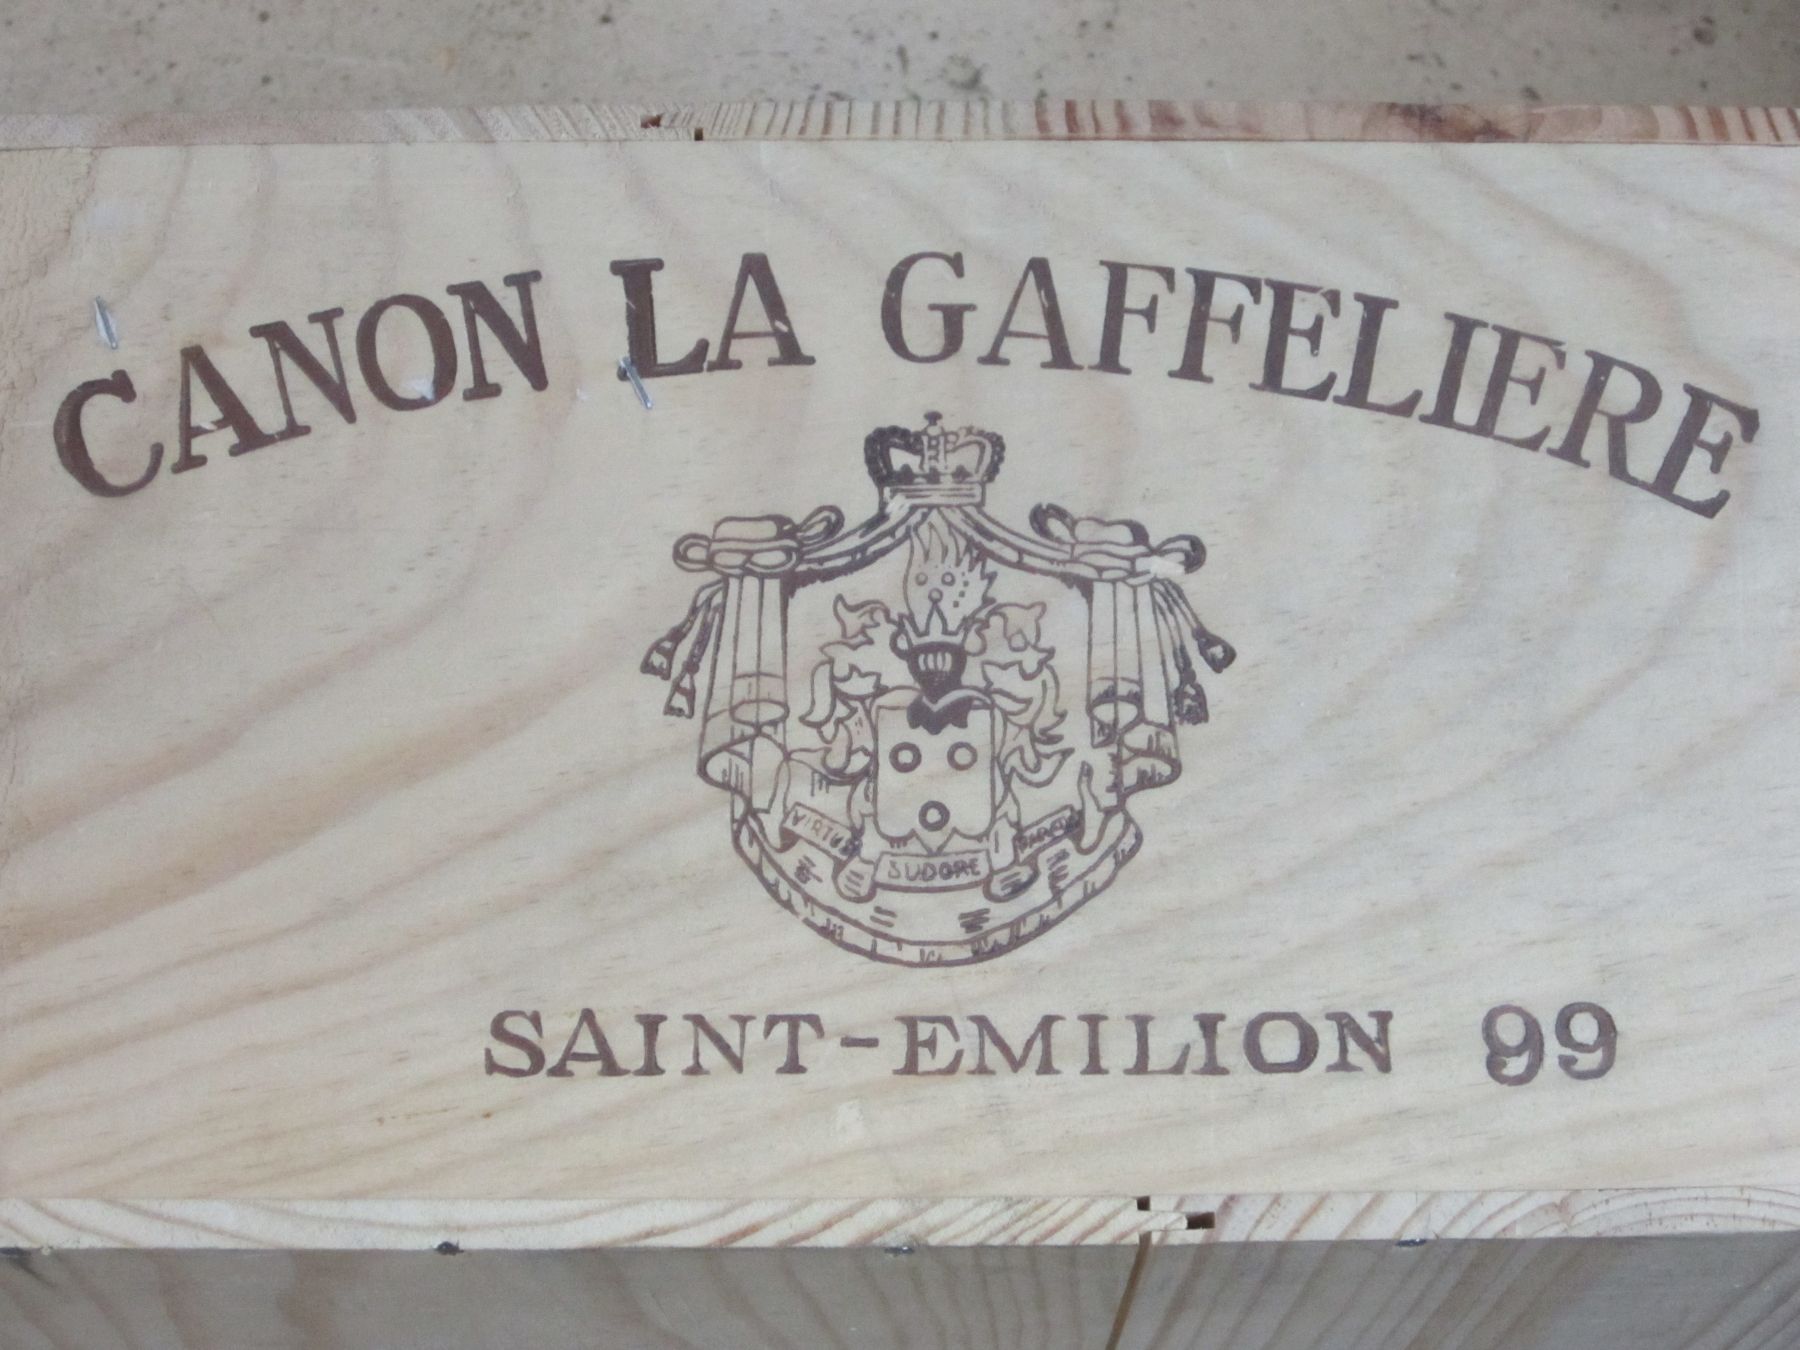 CANON LA GAFFELIERE
VIRTUS
SUDORE
SAINT-EMILION 99